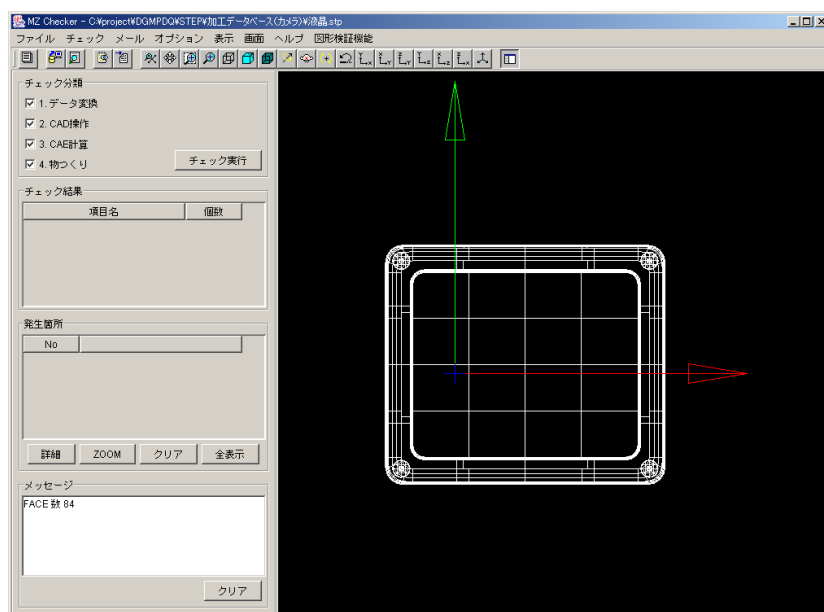 MZ Checker - C:¥project¥DGMPDQ¥STEP¥加工データベース(カメラ)¥液晶.stp
ファイル チェック メール オプション 表示 画面 ヘルプ 図形検証機能
チェック分類
1. データ変換
2. CAD操作
3. CAE計算
4. 物つくり
チェック実行
チェック結果
項目名 個数
発生箇所
No
詳細 ZOOM クリア 全表示
メッセージ
FACE 数 84
クリア